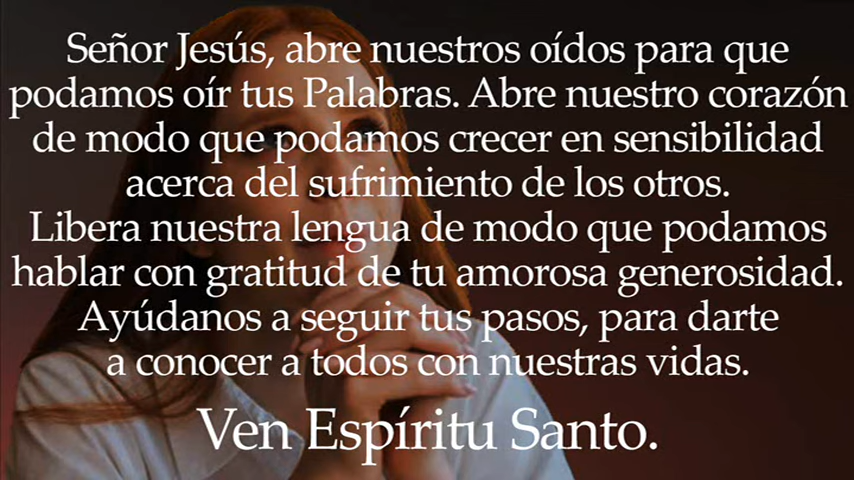 Señor Jesús, abre nuestros oídos para que
podamos oír tus Palabras. Abre nuestro corazón
de modo que podamos crecer en sensibilidad
acerca del sufrimiento de los otros.
Libera nuestra lengua de modo que podamos
hablar con gratitud de tu amorosa generosidad.
Ayúdanos a seguir tus pasos, para darte
a conocer a todos con nuestras vidas.
Ven Espíritu Santo.